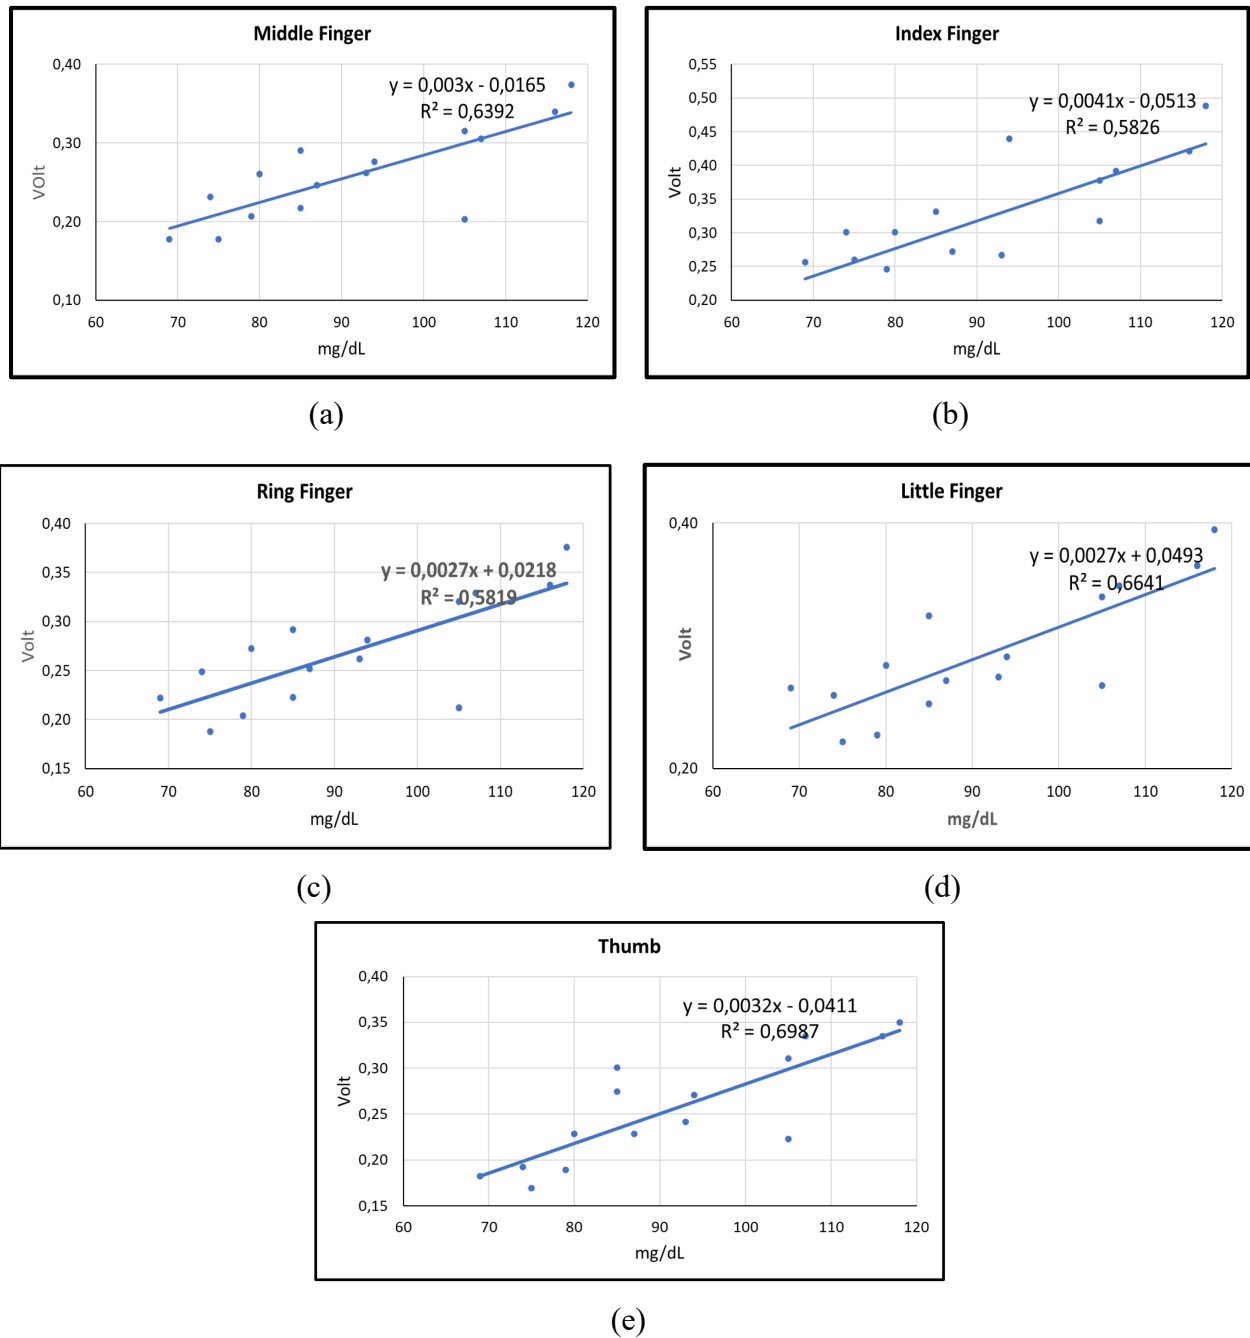 Middle Finger
0,40
0,30
0,20
0,10
VOlt
y = 0,003x - 0,0165
R² = 0,6392
60 70 80 90 100 110 120
mg/dL
(a)
Index Finger
0,55
0,50
0,45
0,40
0,35
0,30
0,25
0,20
Volt
y = 0,0041x - 0,0513
R² = 0,5826
60 70 80 90 100 110 120
mg/dL
(b)
Ring Finger
0,40
0,35
0,30
0,25
0,20
0,15
Volt
y = 0,0027x + 0,0218
R² = 0,5819
60 70 80 90 100 110 120
mg/dL
(c)
Little Finger
0,40
0,20
Volt
y = 0,0027x + 0,0493
R² = 0,6641
60 70 80 90 100 110 120
mg/dL
(d)
Thumb
0,40
0,35
0,30
0,25
0,20
0,15
Volt
y = 0,0032x - 0,0411
R² = 0,6987
60 70 80 90 100 110 120
mg/dL
(e)